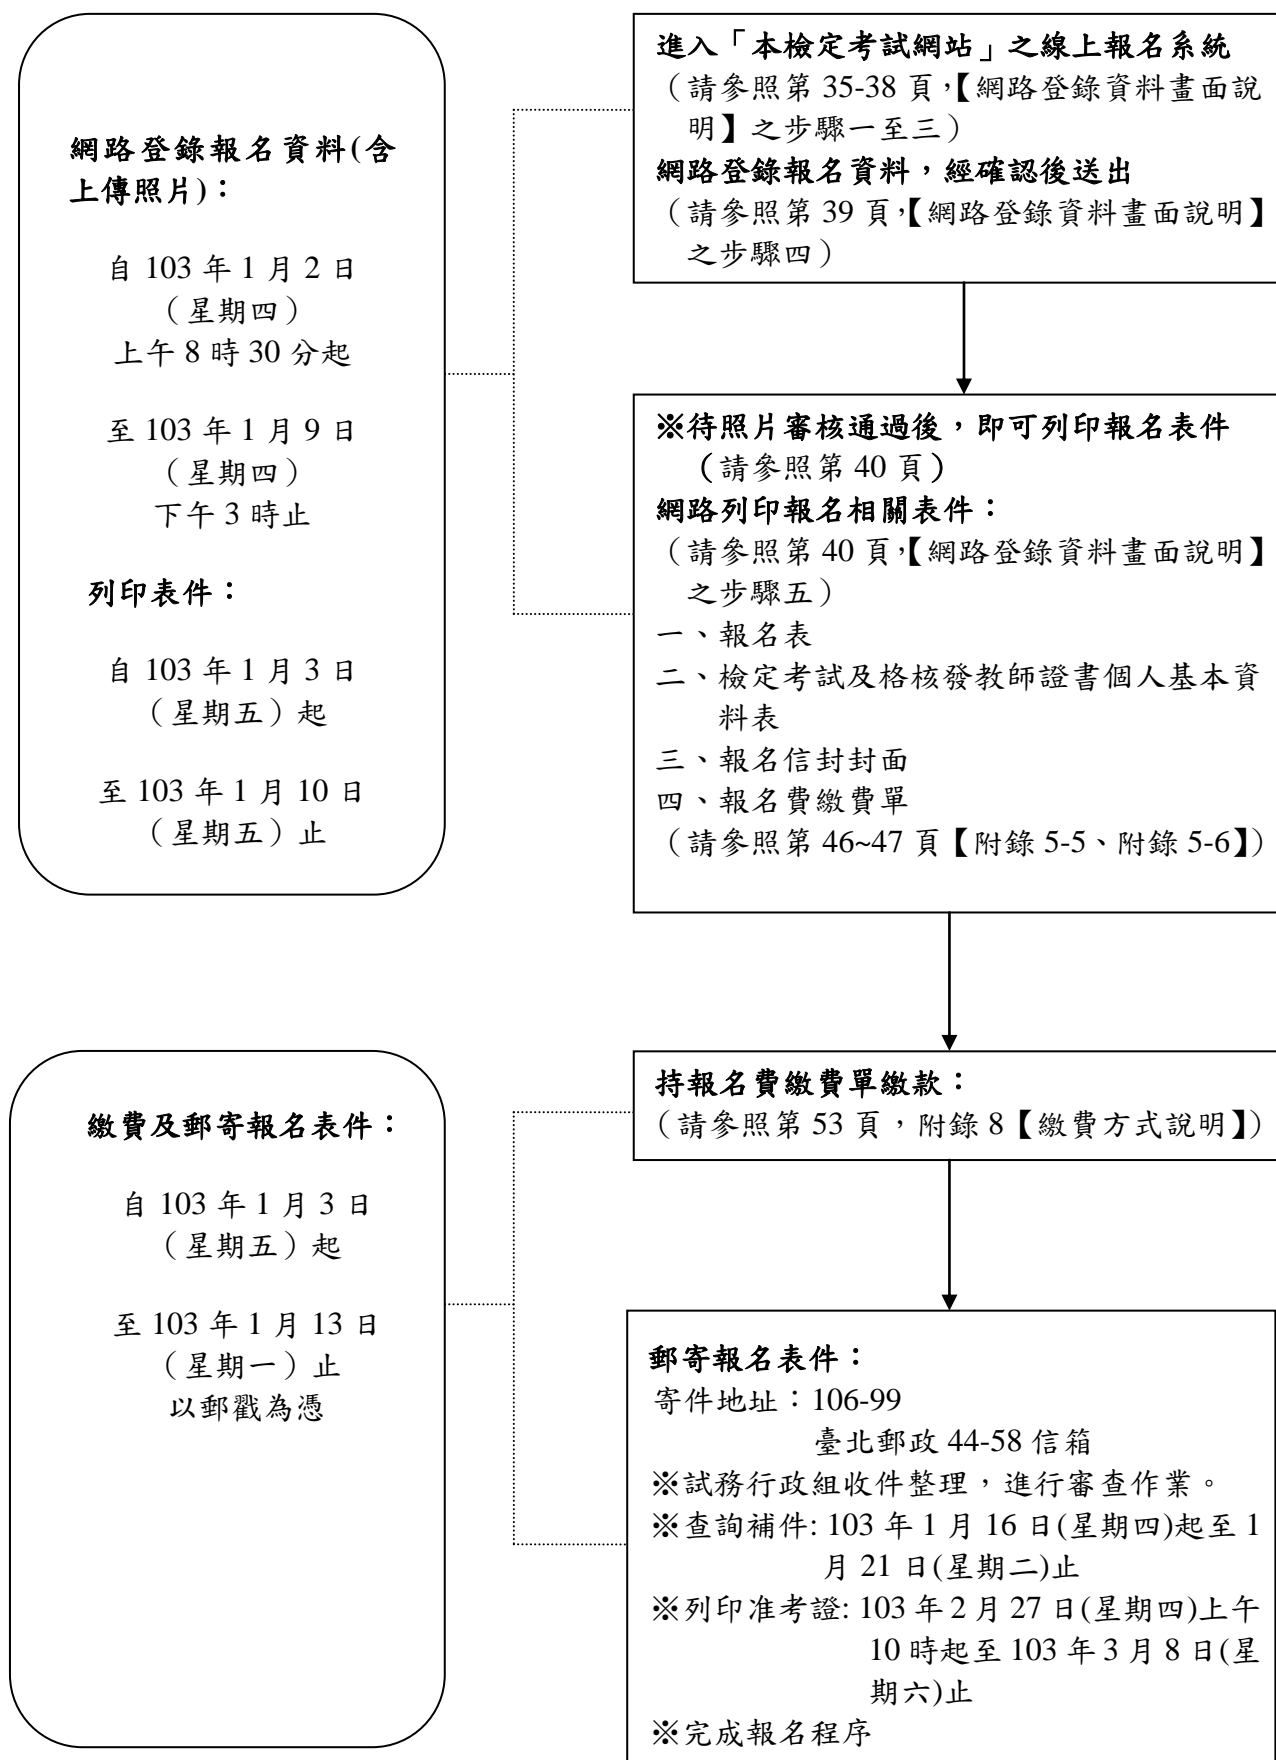 網路登錄報名資料(含
上傳照片)：
自 103 年 1 月 2 日
（星期四）
上午 8 時 30 分起
至 103 年 1 月 9 日
（星期四）
下午 3 時止
列印表件：
自 103 年 1 月 3 日
（星期五）起
至 103 年 1 月 10 日
（星期五）止
進入「本檢定考試網站」之線上報名系統
（請參照第 35-38 頁，【網路登錄資料畫面說
明】之步驟一至三）
網路登錄報名資料，經確認後送出
（請參照第 39 頁，【網路登錄資料畫面說明】
之步驟四）
※待照片審核通過後，即可列印報名表件
（請參照第 40 頁）
網路列印報名相關表件：
（請參照第 40 頁，【網路登錄資料畫面說明】
之步驟五）
一、報名表
二、檢定考試及格核發教師證書個人基本資
料表
三、報名信封封面
四、報名費繳費單
（請參照第 46~47 頁【附錄 5-5、附錄 5-6】）
繳費及郵寄報名表件：
自 103 年 1 月 3 日
（星期五）起
至 103 年 1 月 13 日
（星期一）止
以郵戳為憑
持報名費繳費單繳款：
（請參照第 53 頁，附錄 8【繳費方式說明】）
郵寄報名表件：
寄件地址：106-99
臺北郵政 44-58 信箱
※試務行政組收件整理，進行審查作業。
※查詢補件: 103 年 1 月 16 日(星期四)起至 1
月 21 日(星期二)止
※列印准考證: 103 年 2 月 27 日(星期四)上午
10 時起至 103 年 3 月 8 日(星
期六)止
※完成報名程序